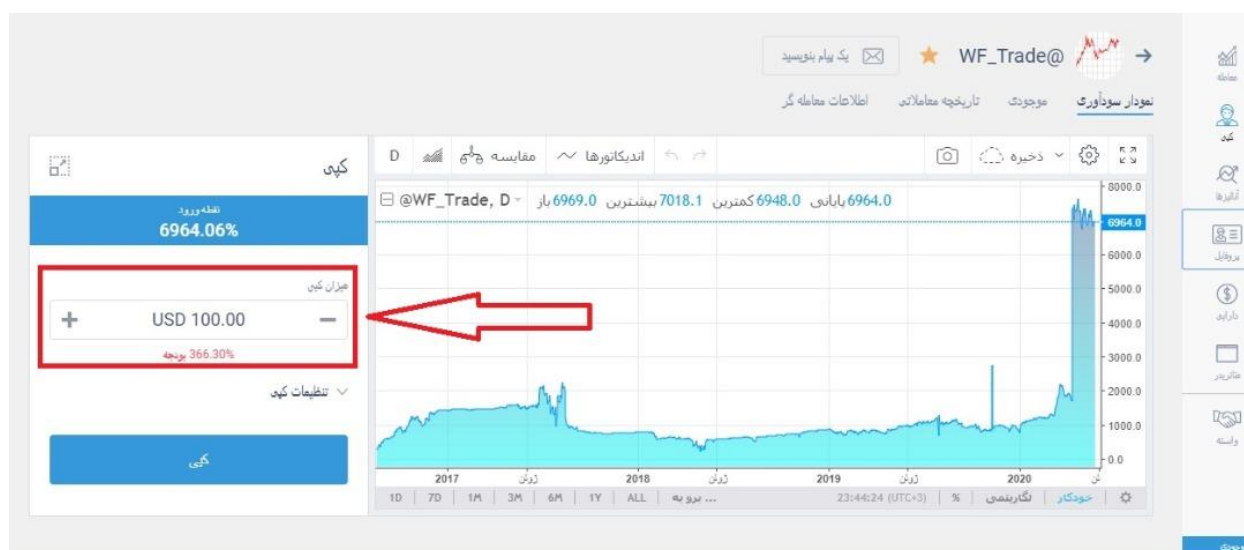 WF_Trade@
یک پیام بنویسید
نمودار سودآوری
موجودی
تاریخچه معاملاتی
اطلاعات معامله گر
معامله
کپی
آنالیزها
پروفایل
دارایی
متاتریدر
واسته
ذخیره
اندیکاتورها
مقایسه
D
@WF_Trade, D
باز 6969.0 بیشترین 7018.1 کمترین 6948.0 پایانی 6964.0
8000.0
6964.0
6000.0
5000.0
4000.0
3000.0
2000.0
1000.0
0.0
2017 ژوئن 2018 ژوئن 2019 ژوئن 2020
1D 7D 1M 3M 6M 1Y ALL برو به ...
23:44:24 (UTC+3) % لگاریتمی خودکار
کپی
نقطه ورود
6964.06%
میزان کپی
+ USD 100.00 −
366.30% بودجه
تنظیمات کپی
کپی